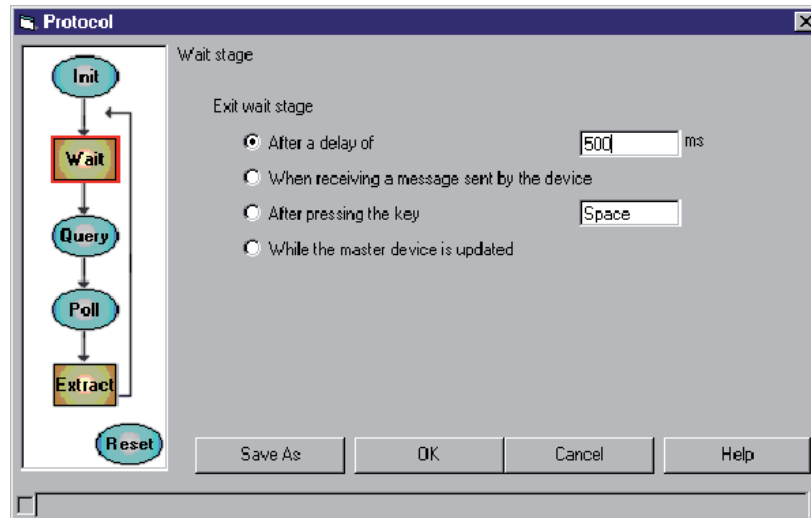 Protocol
Init
Wait
Query
Poll
Extract
Reset
Wait stage
Exit wait stage
After a delay of 500 ms
When receiving a message sent by the device
After pressing the key Space
While the master device is updated
Save As OK Cancel Help